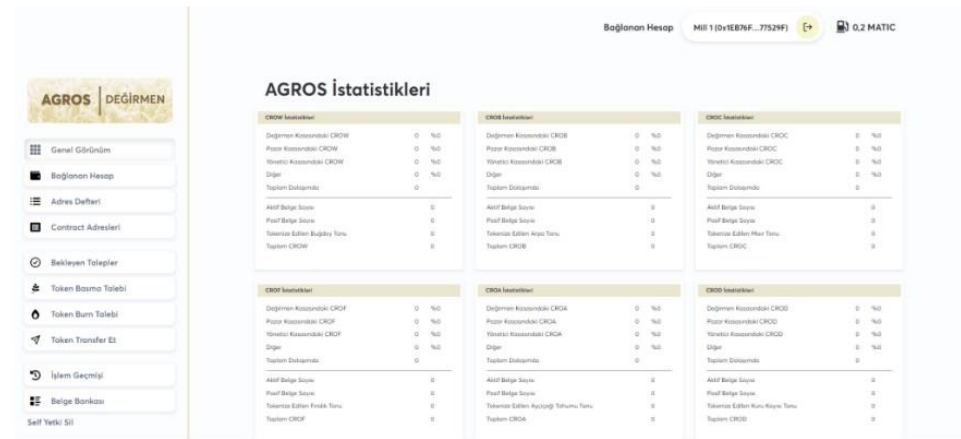 Bağlanan Hesap Mill 1 (0x1EB76F...77529F) 0,2 MATIC
AGROS DEĞİRMEN
Genel Görünüm
Bağlanan Hesap
Adres Defteri
Contract Adresleri
Bekleyen Talepler
Token Basma Talebi
Token Burn Talebi
Token Transfer Et
İşlem Geçmişi
Belge Bankası
Self Yetki Sil
AGROS İstatistikleri
CROW İstatistikleri
Değirmen Kasasındaki CROW 0 %0
Pazar Kasasındaki CROW 0 %0
Yönetici Kasasındaki CROW 0 %0
Diğer 0 %0
Toplam Dolaşımda 0
Aktif Belge Sayısı 0
Pasif Belge Sayısı 0
Tokenize Edilen Buğday Tonu 0
Toplam CROW 0
CROB İstatistikleri
Değirmen Kasasındaki CROB 0 %0
Pazar Kasasındaki CROB 0 %0
Yönetici Kasasındaki CROB 0 %0
Diğer 0 %0
Toplam Dolaşımda 0
Aktif Belge Sayısı 0
Pasif Belge Sayısı 0
Tokenize Edilen Arpa Tonu 0
Toplam CROB 0
CROC İstatistikleri
Değirmen Kasasındaki CROC 0 %0
Pazar Kasasındaki CROC 0 %0
Yönetici Kasasındaki CROC 0 %0
Diğer 0 %0
Toplam Dolaşımda 0
Aktif Belge Sayısı 0
Pasif Belge Sayısı 0
Tokenize Edilen Mısır Tonu 0
Toplam CROC 0
CROF İstatistikleri
Değirmen Kasasındaki CROF 0 %0
Pazar Kasasındaki CROF 0 %0
Yönetici Kasasındaki CROF 0 %0
Diğer 0 %0
Toplam Dolaşımda 0
Aktif Belge Sayısı 0
Pasif Belge Sayısı 0
Tokenize Edilen Fındık Tonu 0
Toplam CROF 0
CROA İstatistikleri
Değirmen Kasasındaki CROA 0 %0
Pazar Kasasındaki CROA 0 %0
Yönetici Kasasındaki CROA 0 %0
Diğer 0 %0
Toplam Dolaşımda 0
Aktif Belge Sayısı 0
Pasif Belge Sayısı 0
Tokenize Edilen Ayçiçeği Tohumu Tonu 0
Toplam CROA 0
CROD İstatistikleri
Değirmen Kasasındaki CROD 0 %0
Pazar Kasasındaki CROD 0 %0
Yönetici Kasasındaki CROD 0 %0
Diğer 0 %0
Toplam Dolaşımda 0
Aktif Belge Sayısı 0
Pasif Belge Sayısı 0
Tokenize Edilen Kuru Kayısı Tonu 0
Toplam CROD 0